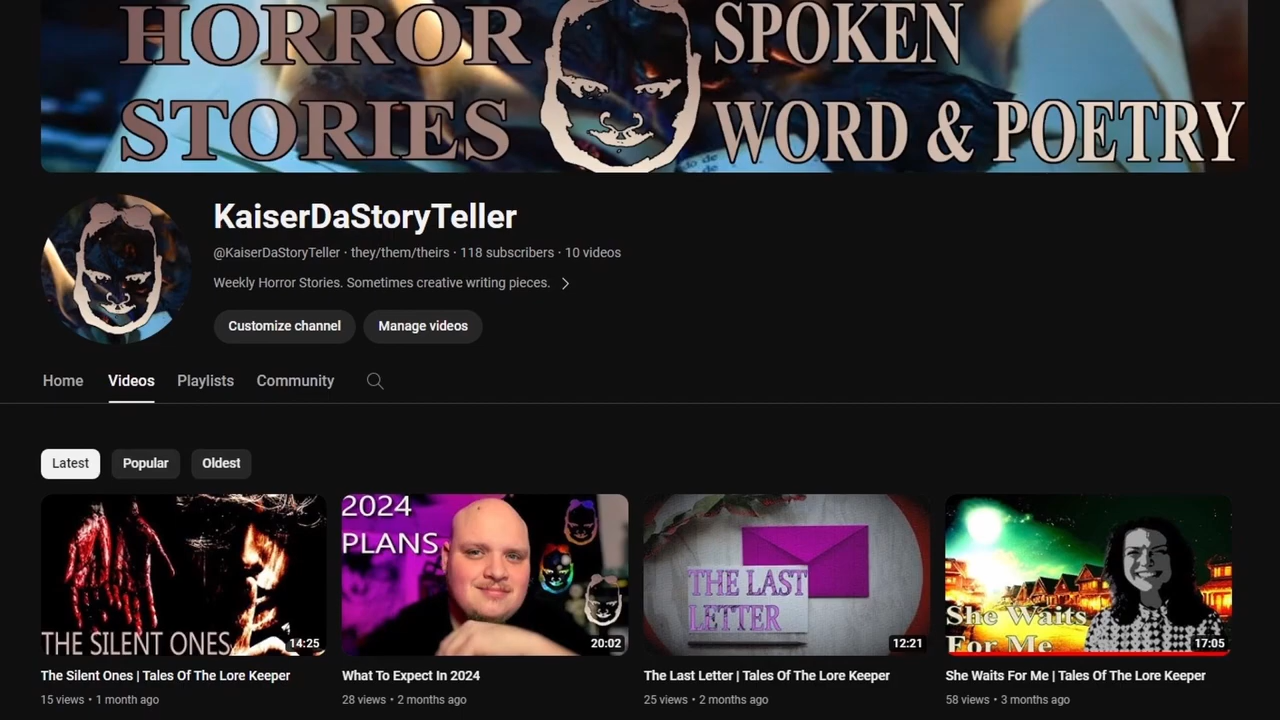 HORROR
STORIES
SPOKEN
WORD & POETRY
KaiserDaStoryTeller
@KaiserDaStoryTeller · they/them/theirs · 118 subscribers · 10 videos
Weekly Horror Stories. Sometimes creative writing pieces.
Customize channel
Manage videos
Home
Videos
Playlists
Community
Latest
Popular
Oldest
THE SILENT ONES
14:25
The Silent Ones | Tales Of The Lore Keeper
15 views • 1 month ago
2024
PLANS
20:02
What To Expect In 2024
28 views • 2 months ago
THE LAST
LETTER
12:21
The Last Letter | Tales Of The Lore Keeper
25 views • 2 months ago
She Waits
For Me
17:05
She Waits For Me | Tales Of The Lore Keeper
58 views • 3 months ago